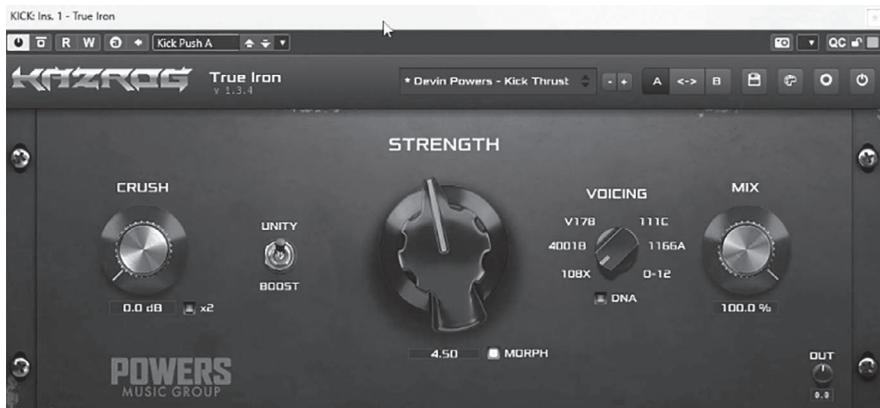 KICK: Ins. 1 - True Iron
R W Kick Push A QC
KAZROG True Iron * Devin Powers - Kick Thrust - + A <-> B
v 1.3.4
STRENGTH
CRUSH VOICING MIX
UNITY V178 111C
4001B 1166A
BOOST 108X 0-12
0.0 dB x2 DNA 100.0 %
4.50 MORPH
POWERS OUT
MUSIC GROUP
0.0